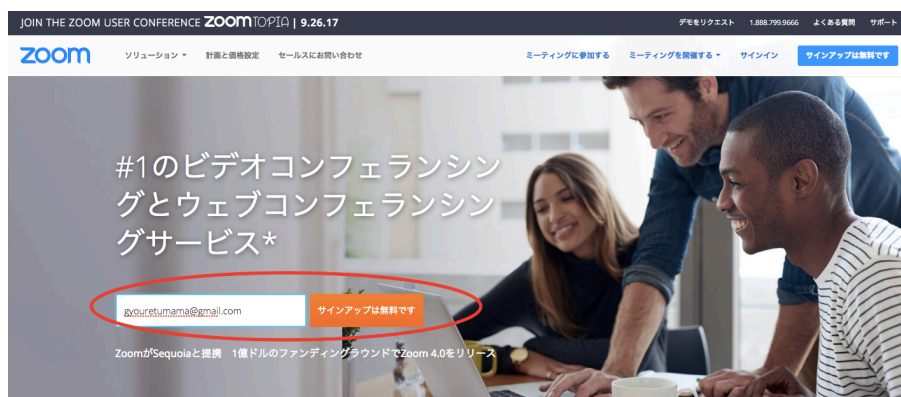 JOIN THE ZOOM USER CONFERENCE ZOOMTOPIA | 9.26.17
デモをリクエスト 1.888.799.9666 よくある質問 サポート
zoom ソリューション 計画と価格設定 セールスにお問い合わせ ミーティングに参加する ミーティングを開催する サインイン サインアップは無料です
#1のビデオコンフェランシン
グとウェブコンフェランシン
グサービス*
gyouretumama@gmail.com サインアップは無料です
ZoomがSequoiaと提携 1億ドルのファンディングラウンドでZoom 4.0をリリース